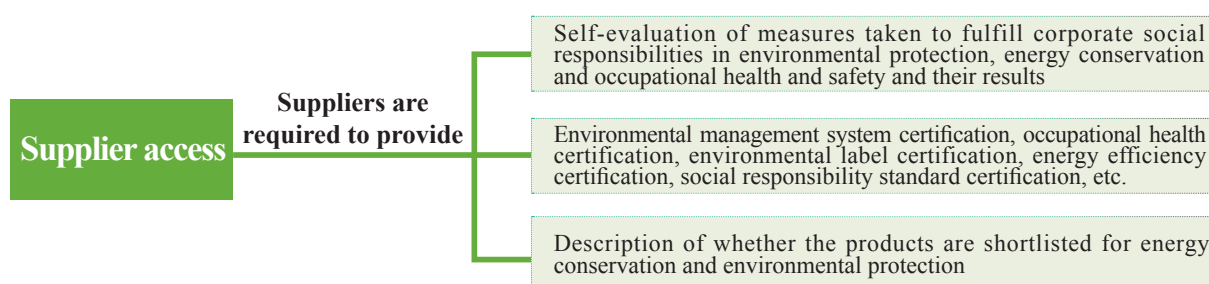 Supplier access
Suppliers are
required to provide
Self-evaluation of measures taken to fulfill corporate social
responsibilities in environmental protection, energy conservation
and occupational health and safety and their results
Environmental management system certification, occupational health
certification, environmental label certification, energy efficiency
certification, social responsibility standard certification, etc.
Description of whether the products are shortlisted for energy
conservation and environmental protection